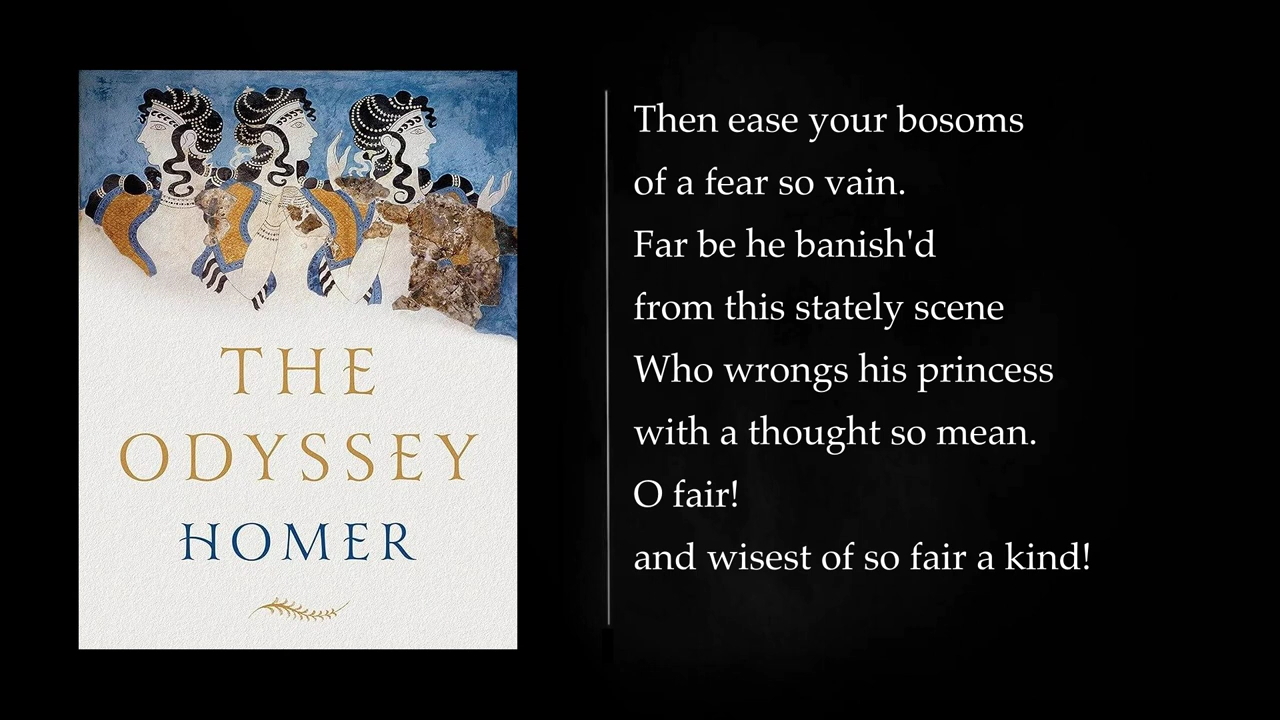 THE
ODYSSEY
HOMER
Then ease your bosoms
of a fear so vain.
Far be he banish'd
from this stately scene
Who wrongs his princess
with a thought so mean.
O fair!
and wisest of so fair a kind!